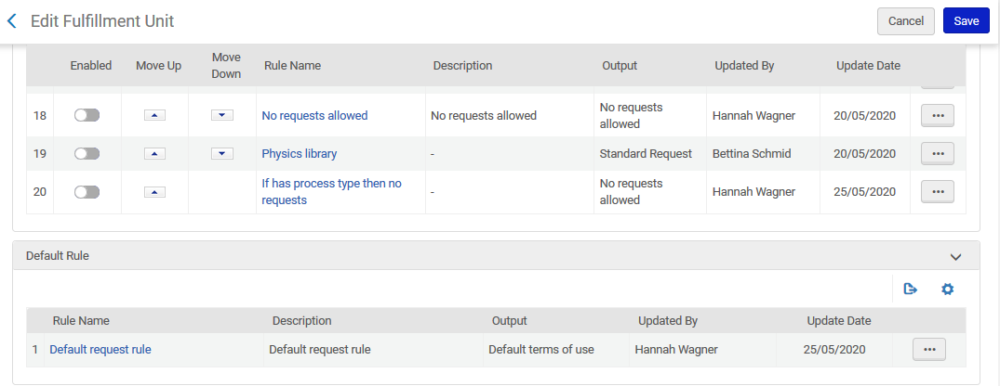 Edit Fulfillment Unit Cancel Save
Enabled Move Up Move Down Rule Name Description Output Updated By Update Date
18 No requests allowed No requests allowed No requests allowed Hannah Wagner 20/05/2020
19 Physics library - Standard Request Bettina Schmid 20/05/2020
20 If has process type then no requests - No requests allowed Hannah Wagner 25/05/2020
Default Rule
Rule Name Description Output Updated By Update Date
1 Default request rule Default request rule Default terms of use Hannah Wagner 25/05/2020